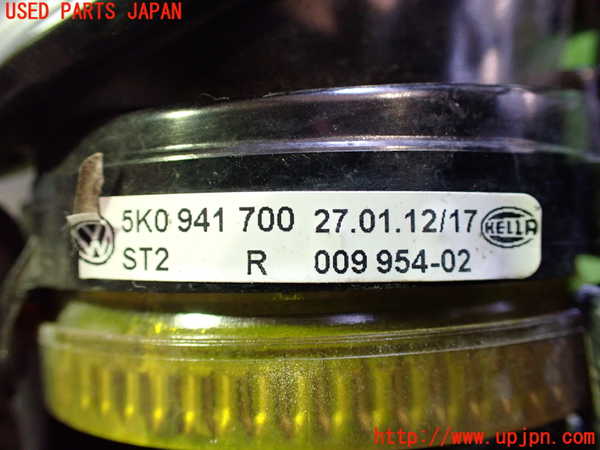 USED PARTS JAPAN
5K0 941 700 27.01.12/17 HELLA
ST2 R 009 954-02
http://www.upjpn.com/